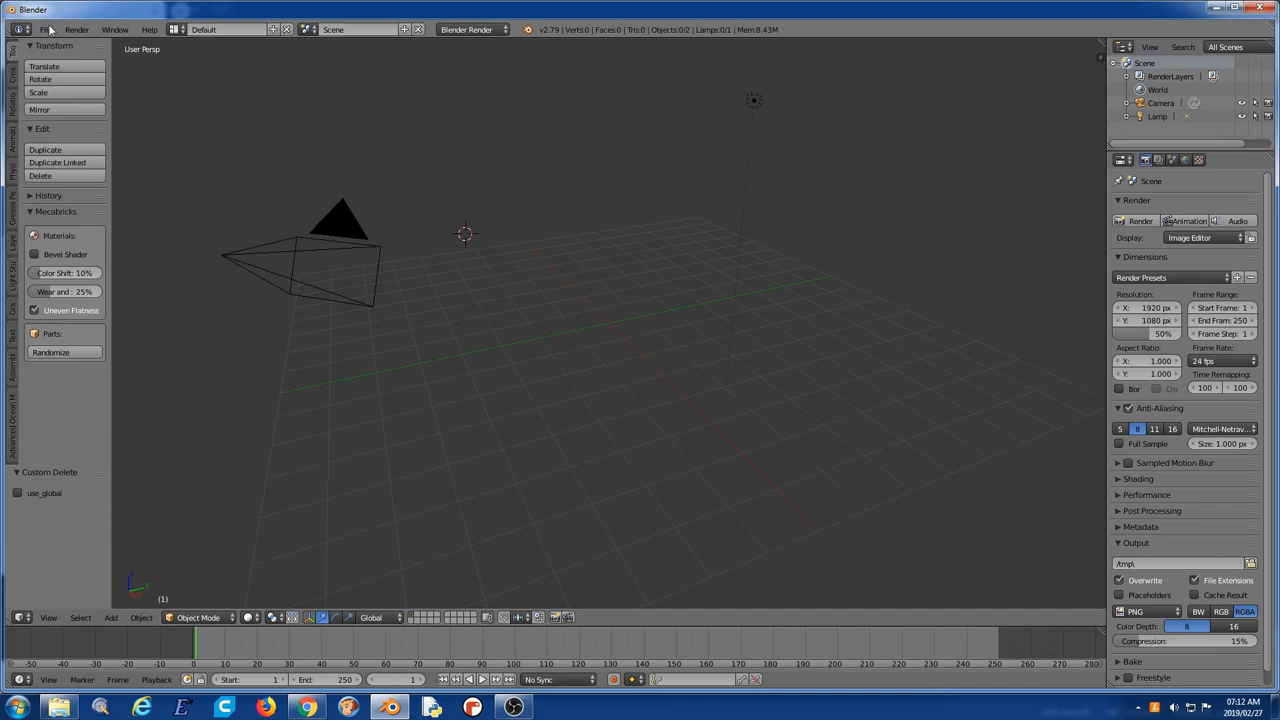 Blender
File Render Window Help Default Scene Blender Render v2.79 | Verts:0 | Faces:0 | Tris:0 | Objects:0/2 | Lamps:0/1 | Mem:8.43M
View Search All Scenes
Transform
Translate
Rotate
Scale
Mirror
Edit
Duplicate
Duplicate Linked
Delete
History
Mecabricks
Materials:
Bevel Shader
Color Shift: 10%
Wear and : 25%
Uneven Flatness
Parts:
Randomize
Custom Delete
use_global
User Persp
(1)
Scene
RenderLayers
World
Camera
Lamp
Scene
Render
Render Animation Audio
Display: Image Editor
Dimensions
Render Presets
Resolution: Frame Range:
X: 1920 px Start Frame: 1
Y: 1080 px End Fram: 250
50% Frame Step: 1
Aspect Ratio: Frame Rate:
X: 1.000 24 fps
Y: 1.000 Time Remapping:
Bor Cro 100 100
Anti-Aliasing
5 8 11 16 Mitchell-Netrav...
Full Sample Size: 1.000 px
Sampled Motion Blur
Shading
Performance
Post Processing
Metadata
Output
/tmp\
Overwrite File Extensions
Placeholders Cache Result
PNG BW RGB RGBA
Color Depth: 8 16
Compression: 15%
Bake
Freestyle
View Select Add Object Object Mode Global
-50 -40 -30 -20 -10 0 10 20 30 40 50 60 70 80 90 100 110 120 130 140 150 160 170 180 190 200 210 220 230 240 250 260 270 280
View Marker Frame Playback Start: 1 End: 250 1 No Sync
07:12 AM
2019/02/27